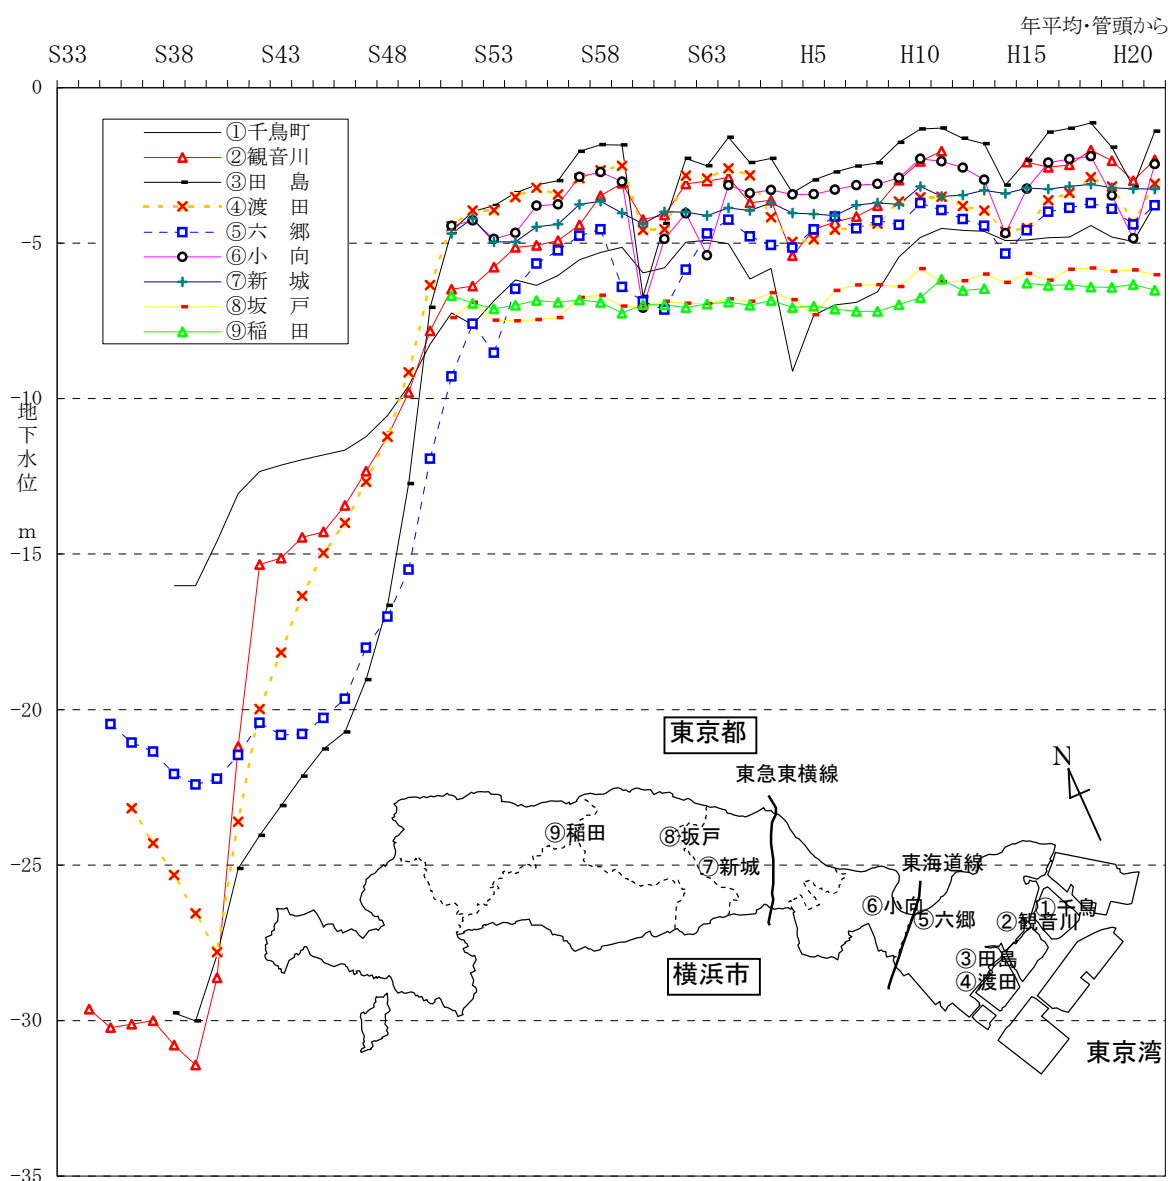 年平均・管頭から
S33 S38 S43 S48 S53 S58 S63 H5 H10 H15 H20
0
①千鳥町
②観音川
③田　島
④渡　田
⑤六　郷
⑥小　向
⑦新　城
⑧坂　戸
⑨稲　田
-5
-10
地下水位 m
-15
-20
東京都
N
東急東横線
⑨稲田
⑧坂戸
⑦新城
東海道線
-25
⑥小向
⑤六郷
①千鳥
②観音川
③田島
④渡田
横浜市
-30
東京湾
-35